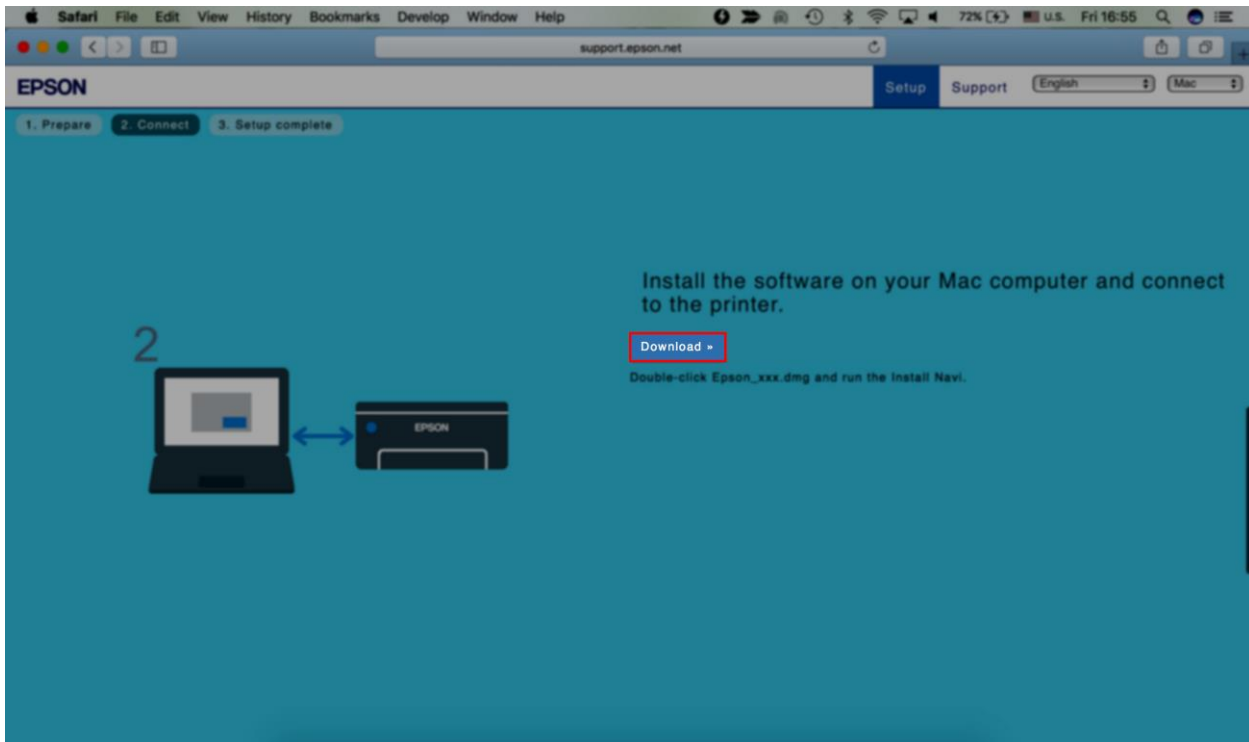 Safari File Edit View History Bookmarks Develop Window Help 72% U.S. Fri 16:55
support.epson.net
EPSON Setup Support English Mac
1. Prepare 2. Connect 3. Setup complete
Install the software on your Mac computer and connect
to the printer.
2
Download »
Double-click Epson_xxx.dmg and run the Install Navi.
EPSON